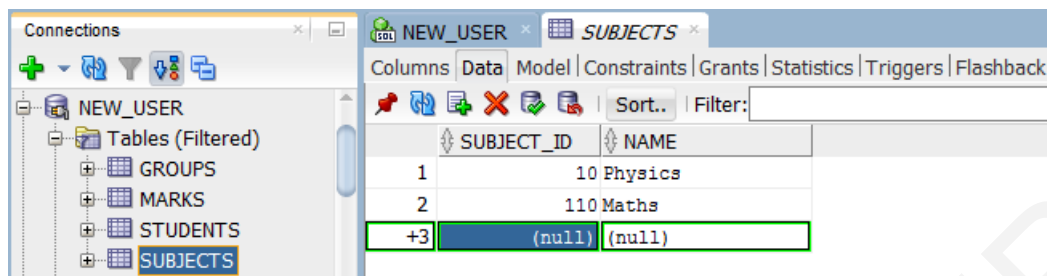 Connections
NEW_USER
Tables (Filtered)
GROUPS
MARKS
STUDENTS
SUBJECTS
SQL NEW_USER SUBJECTS
Columns Data Model Constraints Grants Statistics Triggers Flashback
Sort.. Filter:
SUBJECT_ID NAME
1 10 Physics
2 110 Maths
+3 (null) (null)